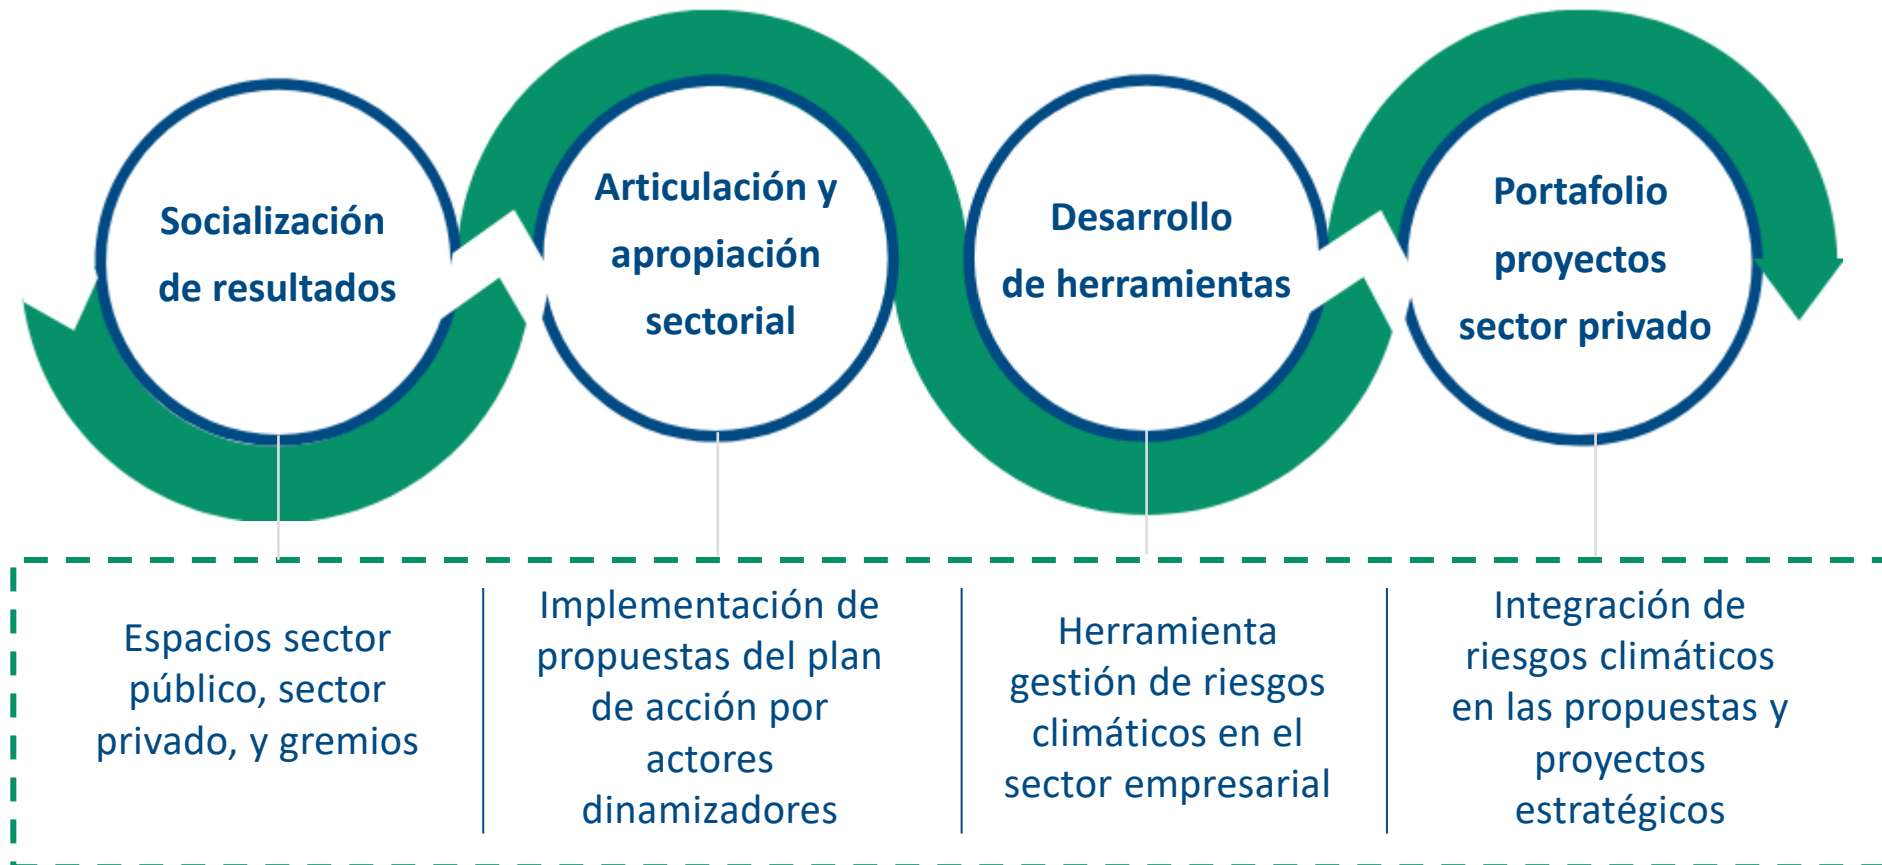 Socialización
de resultados
Articulación y
apropiación
sectorial
Desarrollo
de herramientas
Portafolio
proyectos
sector privado
Espacios sector
público, sector
privado, y gremios
Implementación de
propuestas del plan
de acción por
actores
dinamizadores
Herramienta
gestión de riesgos
climáticos en el
sector empresarial
Integración de
riesgos climáticos
en las propuestas y
proyectos
estratégicos